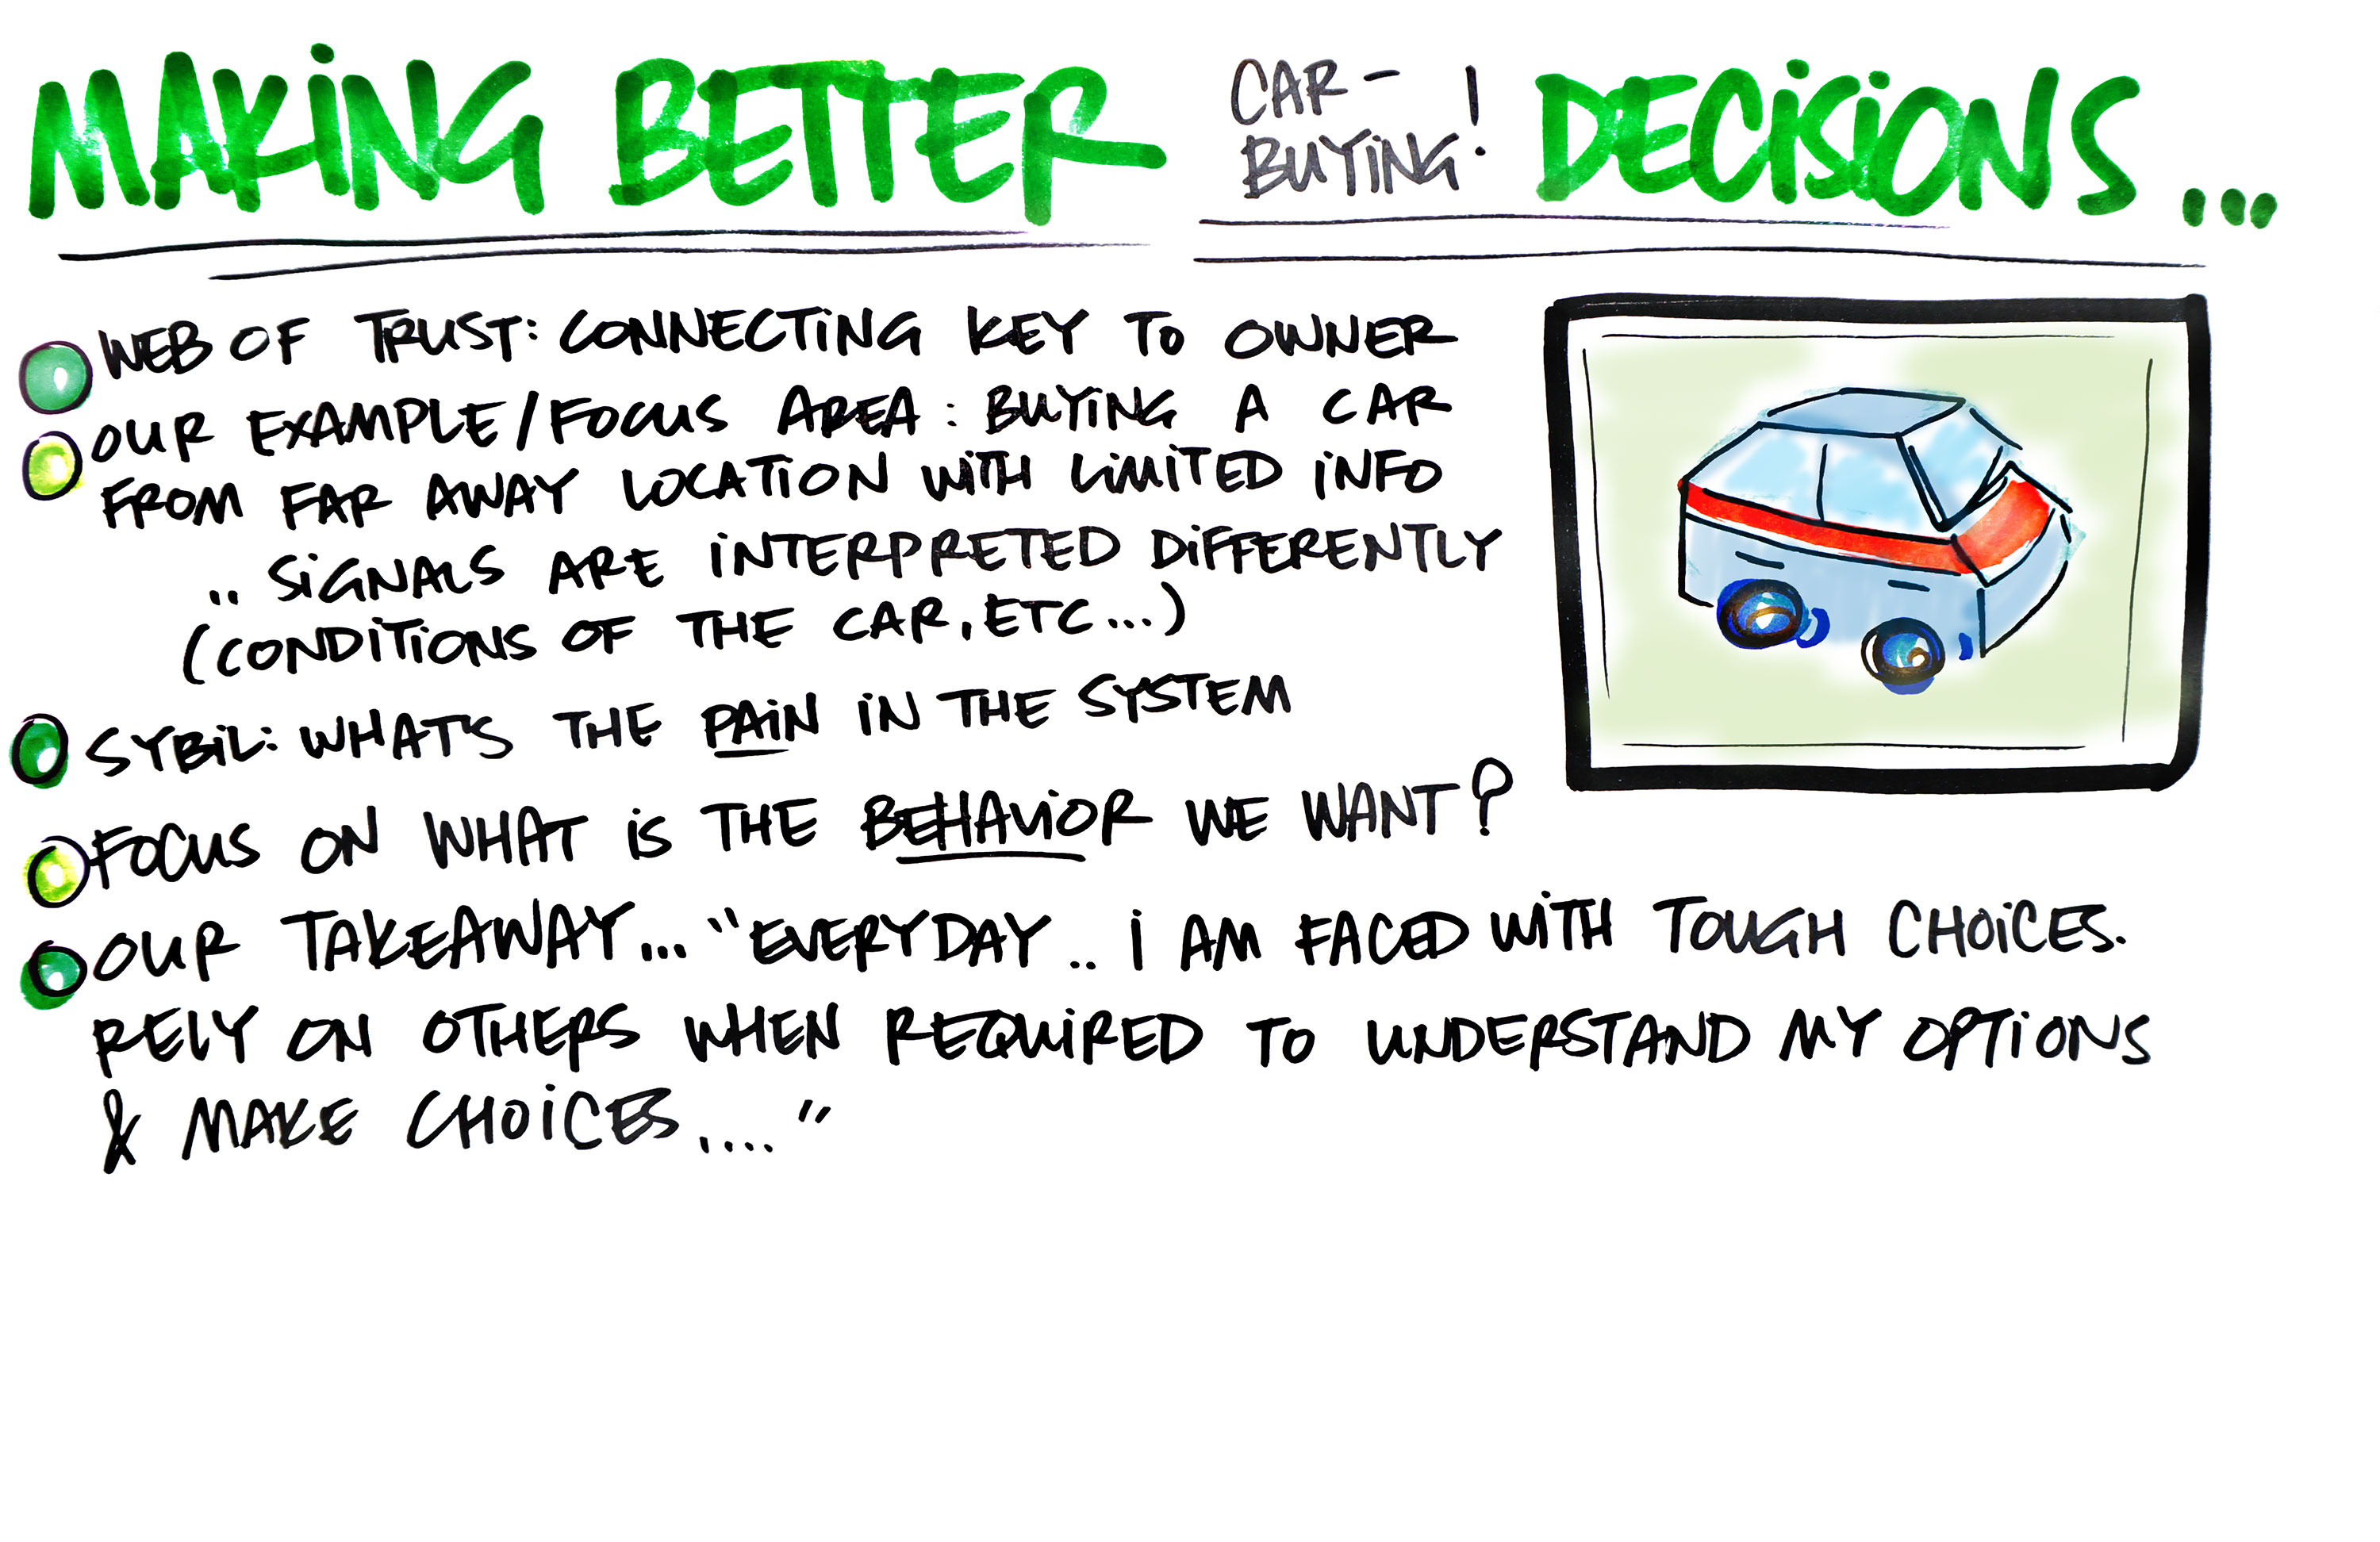 MAKING BETTER CAR-BUYING! DECISIONS...
WEB OF TRUST: CONNECTING KEY TO OWNER
OUR EXAMPLE/FOCUS AREA: BUYING A CAR
FROM FAR AWAY LOCATION WITH LIMITED INFO
.. SIGNALS ARE INTERPRETED DIFFERENTLY
(CONDITIONS OF THE CAR, ETC...)
SYBIL: WHAT'S THE PAIN IN THE SYSTEM
FOCUS ON WHAT IS THE BEHAVIOR WE WANT?
OUR TAKEAWAY... "EVERYDAY.. I AM FACED WITH TOUGH CHOICES.
RELY ON OTHERS WHEN REQUIRED TO UNDERSTAND MY OPTIONS
& MAKE CHOICES...."